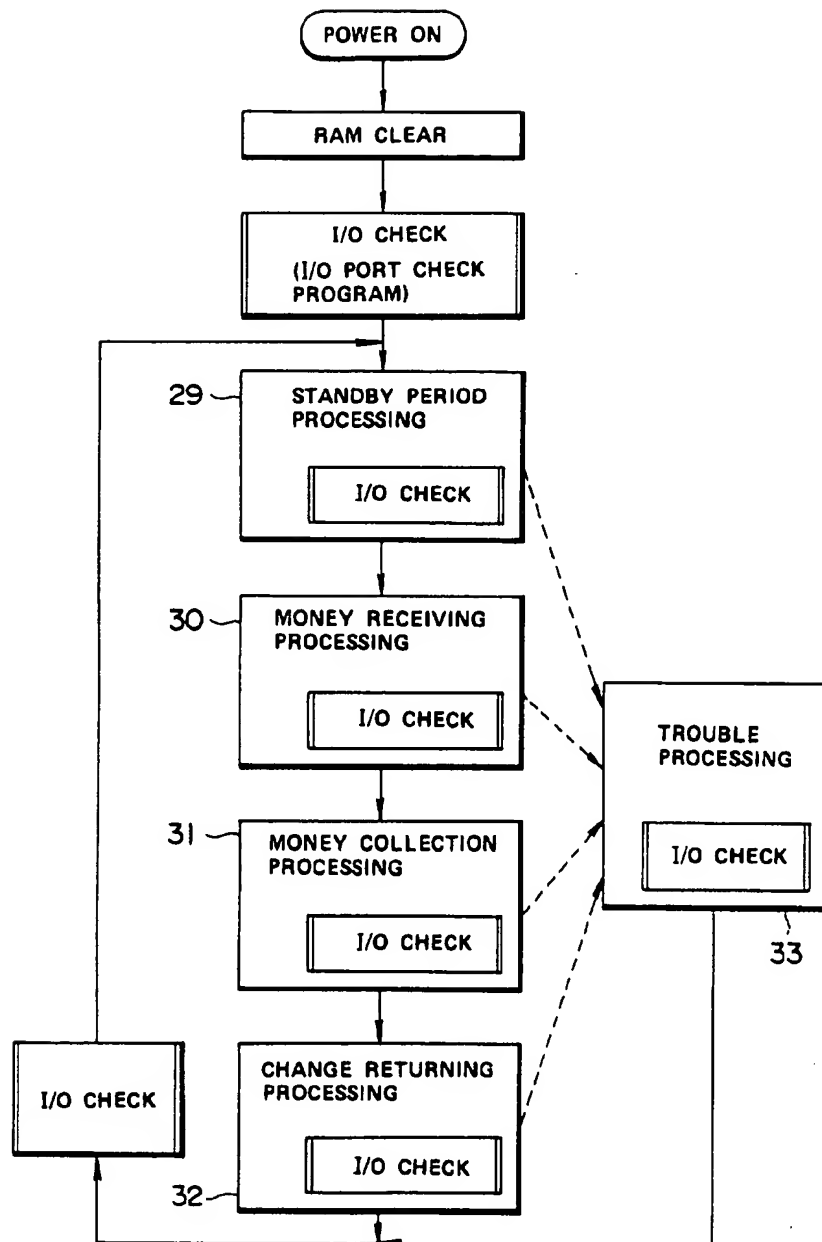 POWER ON
RAM CLEAR
I/O CHECK
(I/O PORT CHECK
PROGRAM)
29
STANDBY PERIOD
PROCESSING
I/O CHECK
30
MONEY RECEIVING
PROCESSING
I/O CHECK
TROUBLE
PROCESSING
I/O CHECK
33
31
MONEY COLLECTION
PROCESSING
I/O CHECK
I/O CHECK
CHANGE RETURNING
PROCESSING
I/O CHECK
32